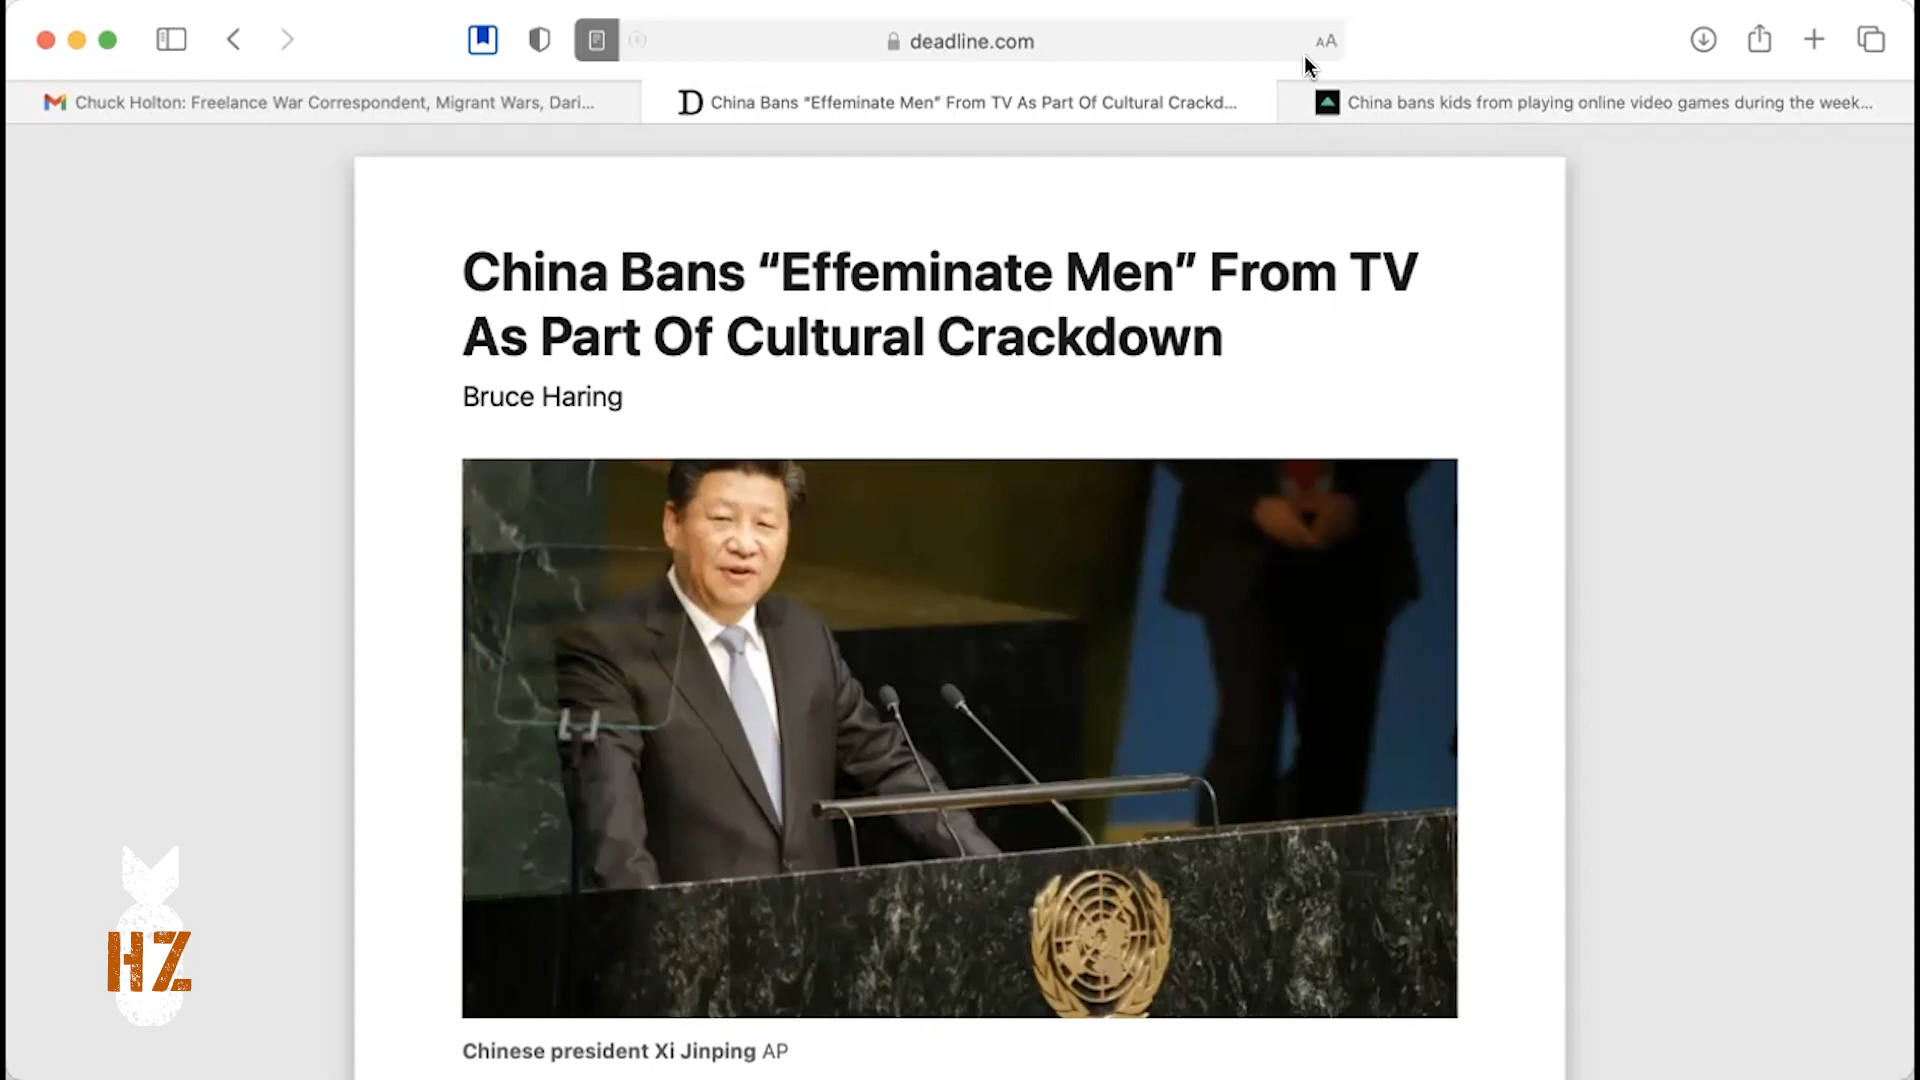 deadline.com
AA
Chuck Holton: Freelance War Correspondent, Migrant Wars, Dari...
China Bans “Effeminate Men” From TV As Part Of Cultural Crackd...
China bans kids from playing online video games during the week...
China Bans “Effeminate Men” From TV
As Part Of Cultural Crackdown
Bruce Haring
Chinese president Xi Jinping AP
HZ